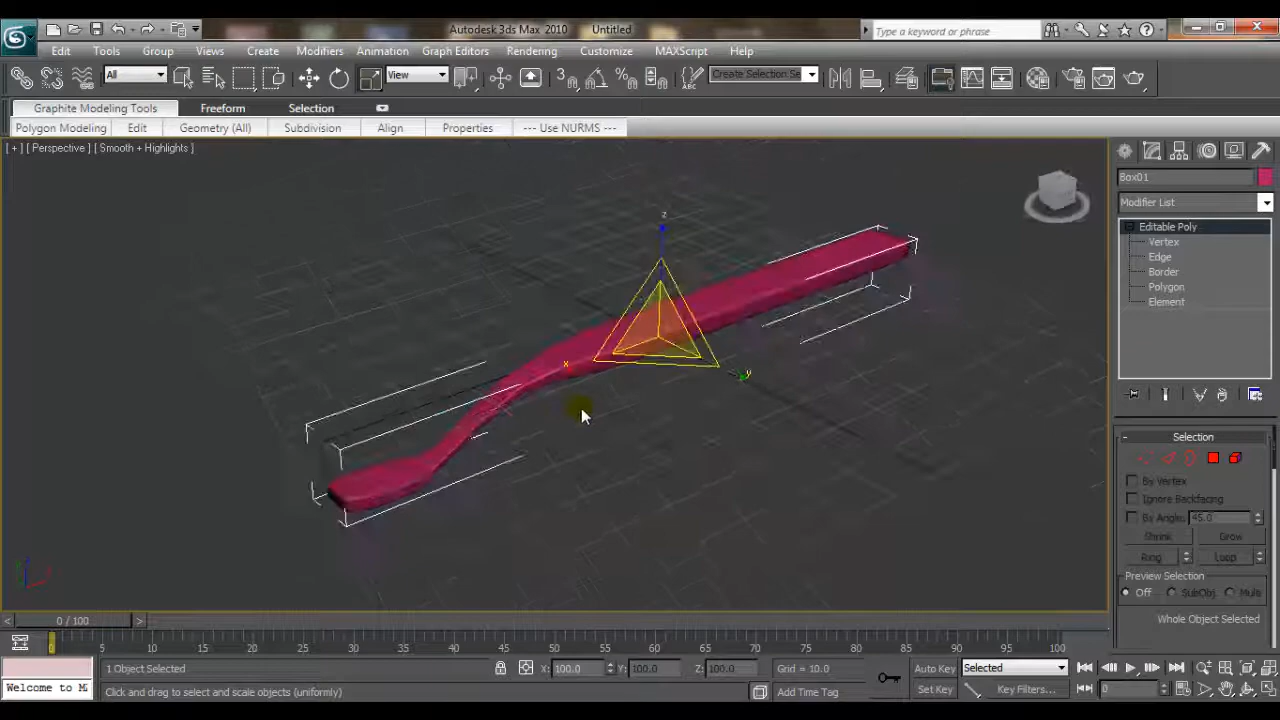 Autodesk 3ds Max 2010 Untitled
Type a keyword or phrase
Edit Tools Group Views Create Modifiers Animation Graph Editors Rendering Customize MAXScript Help
All View Create Selection Se
Graphite Modeling Tools Freeform Selection
Polygon Modeling Edit Geometry (All) Subdivision Align Properties --- Use NURMS ---
[ + ] [ Perspective ] [ Smooth + Highlights ]
Box01
Modifier List
Editable Poly
Vertex
Edge
Border
Polygon
Element
z
x
y
- Selection
By Vertex
Ignore Backfacing
By Angle: 45.0
Shrink Grow
Ring Loop
Preview Selection
Off SubObj Multi
Whole Object Selected
< 0 / 100 >
0 5 10 15 20 25 30 35 40 45 50 55 60 65 70 75 80 85 90 95 100
1 Object Selected X: 100.0 Y: 100.0 Z: 100.0 Grid = 10.0 Auto Key Selected
Welcome to M Click and drag to select and scale objects (uniformly) Add Time Tag Set Key Key Filters... 0